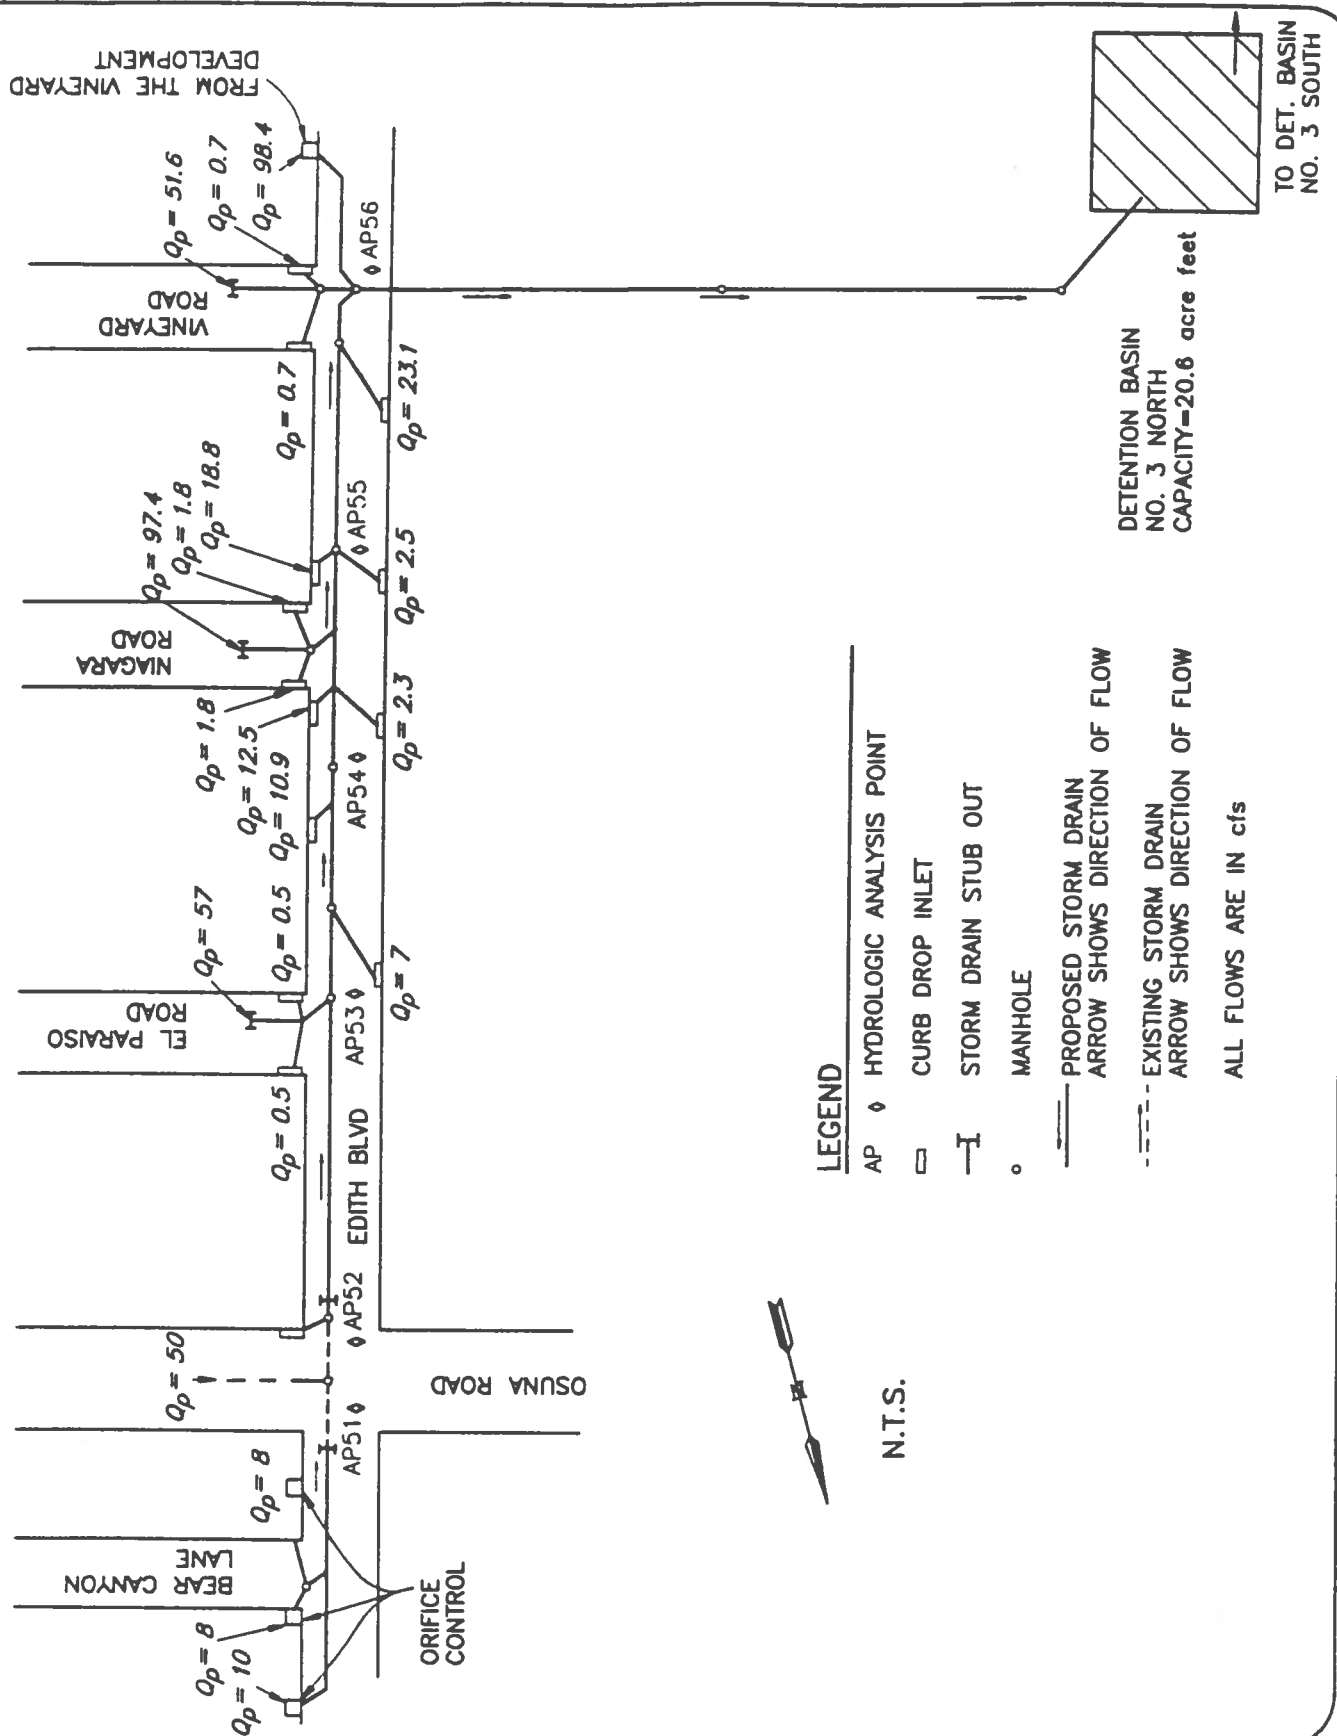 FROM THE VINEYARD
DEVELOPMENT
Qp = 51.6
Qp = 0.7
Qp = 98.4
VINEYARD
ROAD
AP56
Qp = 0.7
Qp = 23.1
Qp = 97.4
Qp = 1.8
Qp = 18.8
AP55
Qp = 2.5
NIAGARA
ROAD
Qp = 1.8
Qp = 12.5
Qp = 10.9
Qp = 2.3
AP54
Qp = 57
Qp = 0.5
EL PARAISO
ROAD
AP53
Qp = 7
Qp = 0.5
EDITH BLVD
AP52
Qp = 50
OSUNA ROAD
AP51
Qp = 8
BEAR CANYON
LANE
Qp = 8
Qp = 10
ORIFICE
CONTROL
TO DET. BASIN
NO. 3 SOUTH
DETENTION BASIN
NO. 3 NORTH
CAPACITY=20.6 acre feet
N.T.S.
LEGEND
AP HYDROLOGIC ANALYSIS POINT
CURB DROP INLET
STORM DRAIN STUB OUT
MANHOLE
PROPOSED STORM DRAIN
ARROW SHOWS DIRECTION OF FLOW
EXISTING STORM DRAIN
ARROW SHOWS DIRECTION OF FLOW
ALL FLOWS ARE IN cfs